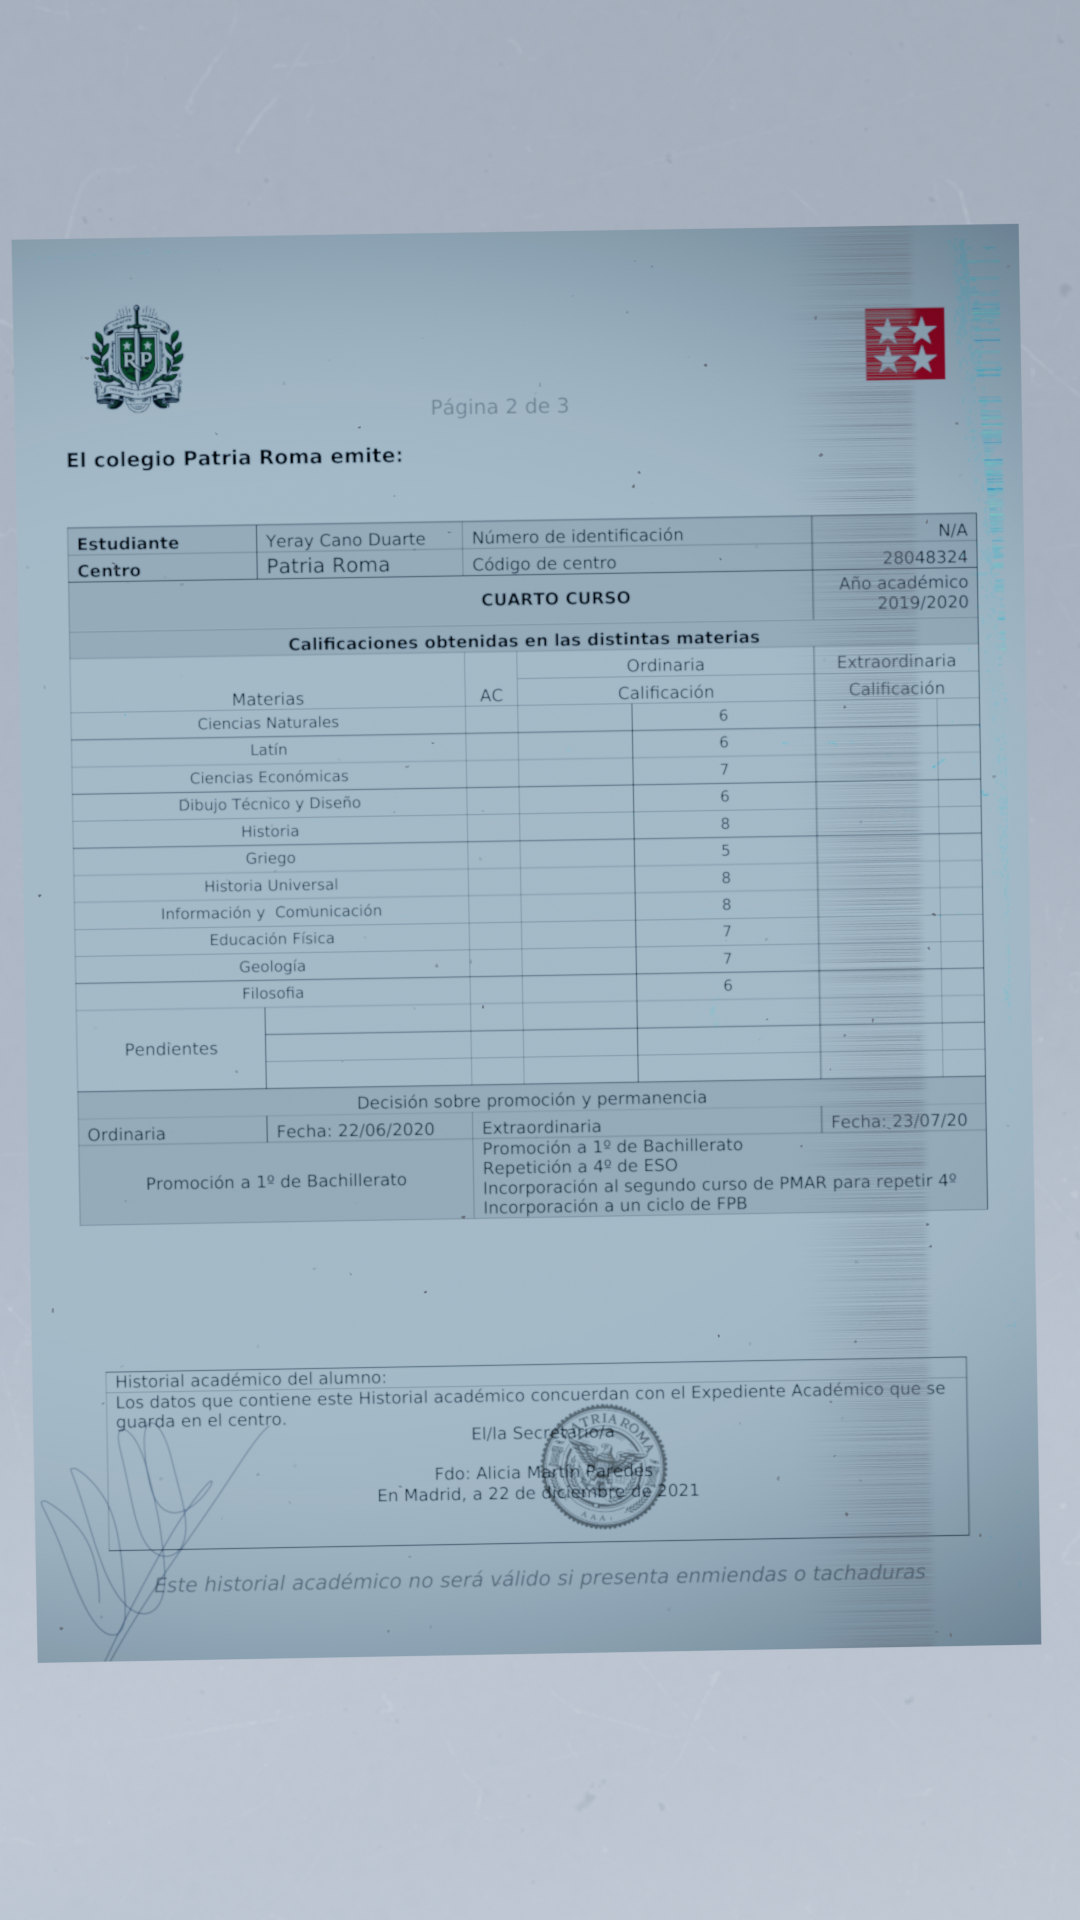 RP
Página 2 de 3
El colegio Patria Roma emite:
Estudiante Yeray Cano Duarte Número de identificación N/A
Centro Patria Roma Código de centro 28048324
CUARTO CURSO Año académico 2019/2020
Calificaciones obtenidas en las distintas materias
Ordinaria Extraordinaria
Materias AC Calificación Calificación
Ciencias Naturales 6
Latín 6
Ciencias Económicas 7
Dibujo Técnico y Diseño 6
Historia 8
Griego 5
Historia Universal 8
Información y Comunicación 8
Educación Física 7
Geología 7
Filosofia 6
Pendientes
Decisión sobre promoción y permanencia
Ordinaria Fecha: 22/06/2020 Extraordinaria Fecha: 23/07/20
Promoción a 1º de Bachillerato
Promoción a 1º de Bachillerato
Repetición a 4º de ESO
Incorporación al segundo curso de PMAR para repetir 4º
Incorporación a un ciclo de FPB
Historial académico del alumno:
Los datos que contiene este Historial académico concuerdan con el Expediente Académico que se
guarda en el centro.
El/la Secretario/a
PATRIA ROMA
Fdo: Alicia Martín Paredes
En Madrid, a 22 de diciembre de 2021
Este historial académico no será válido si presenta enmiendas o tachaduras